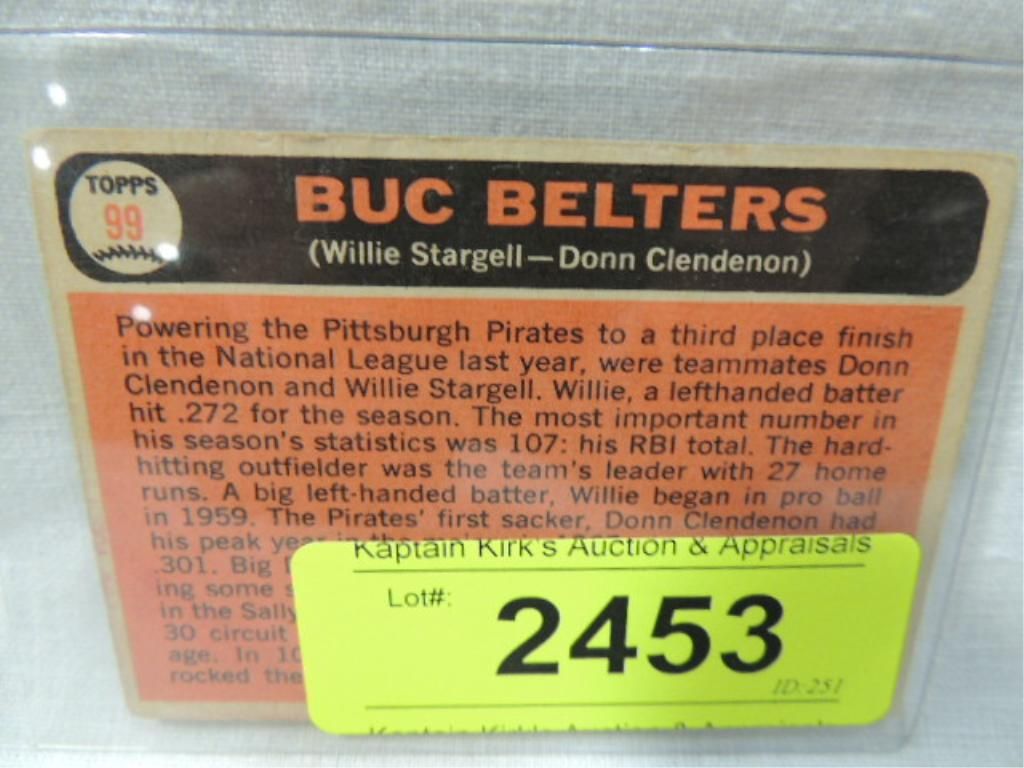 TOPPS
99
BUC BELTERS
(Willie Stargell—Donn Clendenon)
Powering the Pittsburgh Pirates to a third place finish
in the National League last year, were teammates Donn
Clendenon and Willie Stargell. Willie, a lefthanded batter
hit .272 for the season. The most important number in
his season's statistics was 107: his RBI total. The hard-
hitting outfielder was the team's leader with 27 home
runs. A big left-handed batter, Willie began in pro ball
in 1959. The Pirates' first sacker, Donn Clendenon had
his peak year in the
.301. Big
ing some
in the Sally
30 circuit
age. In
rocked the
Kaptain Kirk's Auction & Appraisals
Lot#:
2453
ID:251